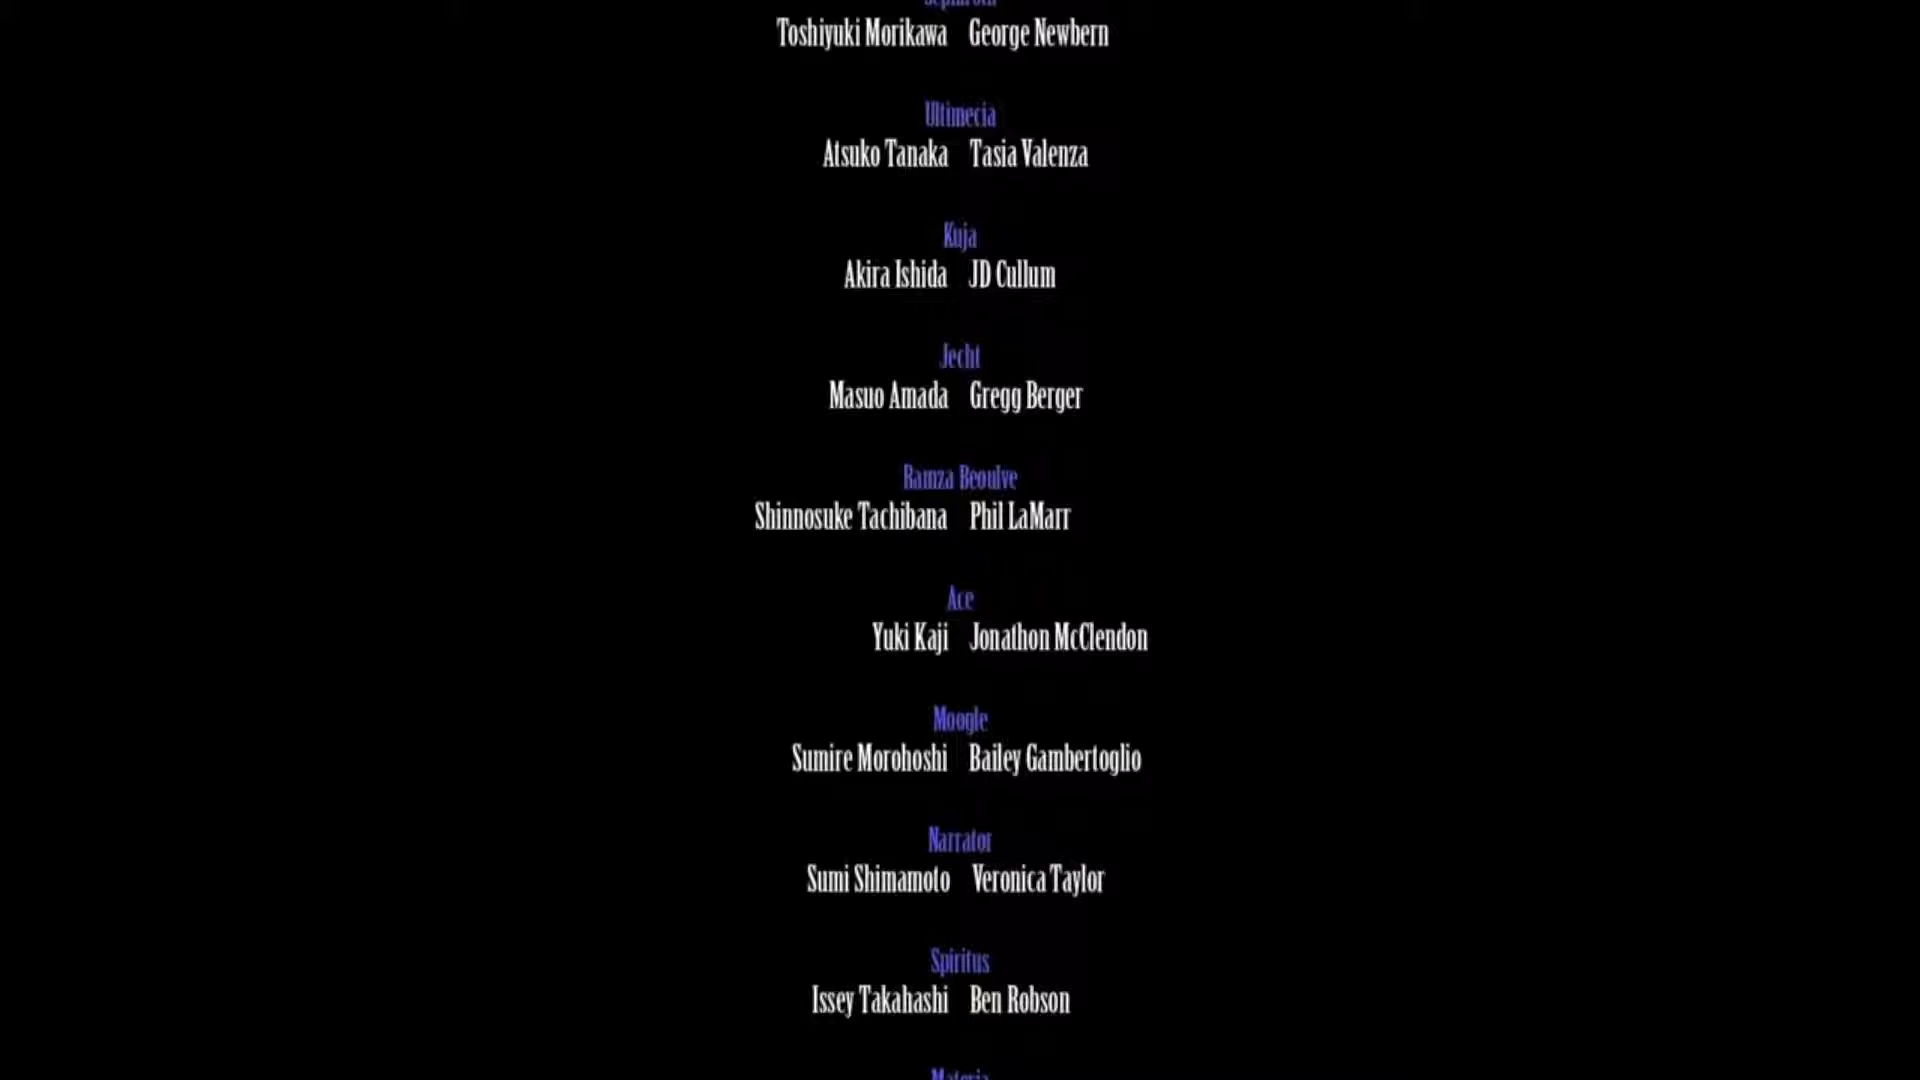 Sephiroth
Toshiyuki Morikawa George Newbern
Ultimecia
Atsuko Tanaka Tasia Valenza
Kuja
Akira Ishida JD Cullum
Jecht
Masuo Amada Gregg Berger
Ramza Beoulve
Shinnosuke Tachibana Phil LaMarr
Ace
Yuki Kaji Jonathon McClendon
Moogle
Sumire Morohoshi Bailey Gambertoglio
Narrator
Sumi Shimamoto Veronica Taylor
Spiritus
Issey Takahashi Ben Robson
Materia